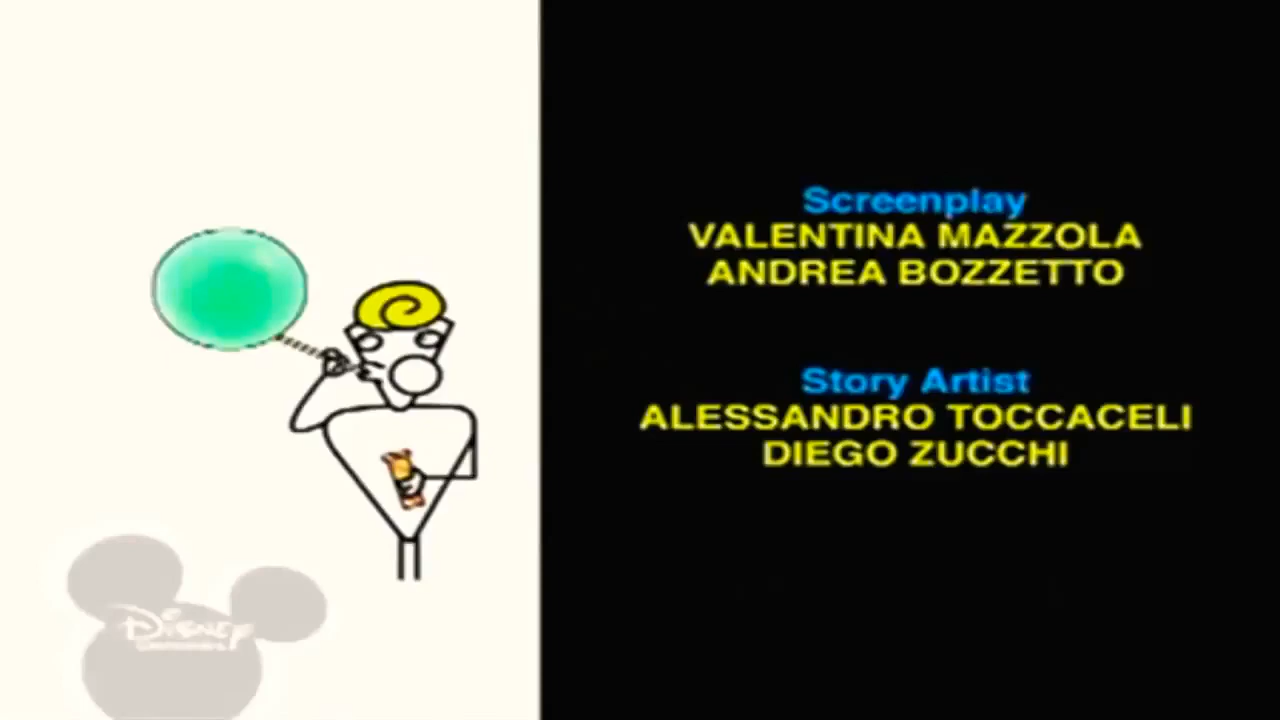 Screenplay
VALENTINA MAZZOLA
ANDREA BOZZETTO
Story Artist
ALESSANDRO TOCCACELI
DIEGO ZUCCHI
Disney